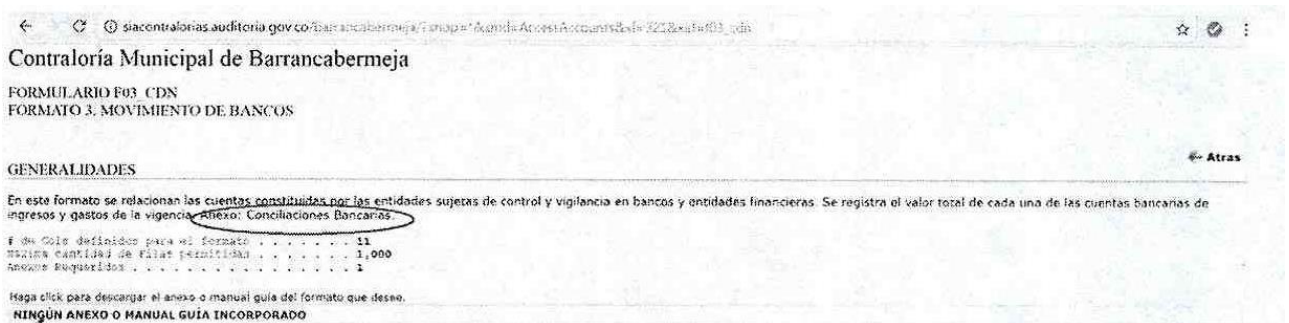 siacontralorias.auditoria.gov.co/barrancabermeja/
Contraloría Municipal de Barrancabermeja
FORMULARIO F03_CDN
FORMATO 3. MOVIMIENTO DE BANCOS
← Atras
GENERALIDADES
En este formato se relacionan las cuentas constituidas por las entidades sujetas de control y vigilancia en bancos y entidades financieras. Se registra el valor total de cada una de las cuentas bancarias de
ingresos y gastos de la vigencia. Anexo: Conciliaciones Bancarias.
# de Cols definidos para el formato . . . . . . . 11
Máxima cantidad de Filas permitidas . . . . . . . 1,000
Anexos Requeridos . . . . . . . . . . . . . . . . 1
Haga click para descargar el anexo o manual guía del formato que desee.
NINGÚN ANEXO O MANUAL GUÍA INCORPORADO